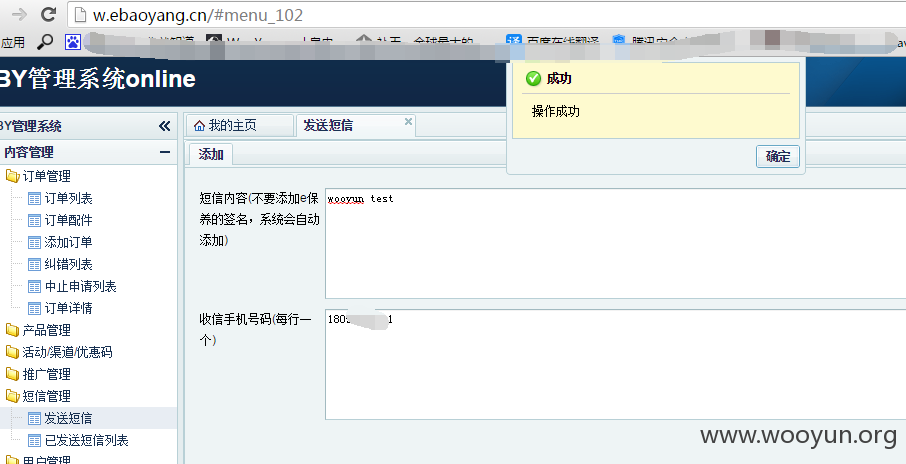 w.ebaoyang.cn/#menu_102
应用
百度在线翻译
BY管理系统online
成功
操作成功
确定
BY管理系统
我的主页
发送短信
内容管理
添加
订单管理
订单列表
订单配件
添加订单
纠错列表
中止申请列表
订单详情
产品管理
活动/渠道/优惠码
推广管理
短信管理
发送短信
已发送短信列表
用户管理
短信内容(不要添加e保
养的签名，系统会自动
添加)
wooyun test
收信手机号码(每行一
个)
www.wooyun.org